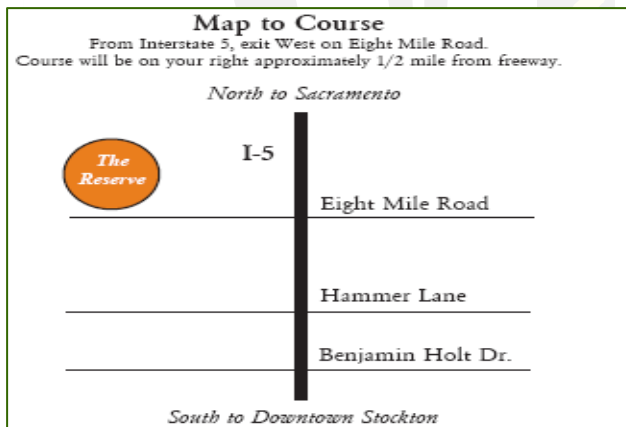 Map to Course
From Interstate 5, exit West on Eight Mile Road.
Course will be on your right approximately 1/2 mile from freeway.
North to Sacramento
I-5
The
Reserve
Eight Mile Road
Hammer Lane
Benjamin Holt Dr.
South to Downtown Stockton